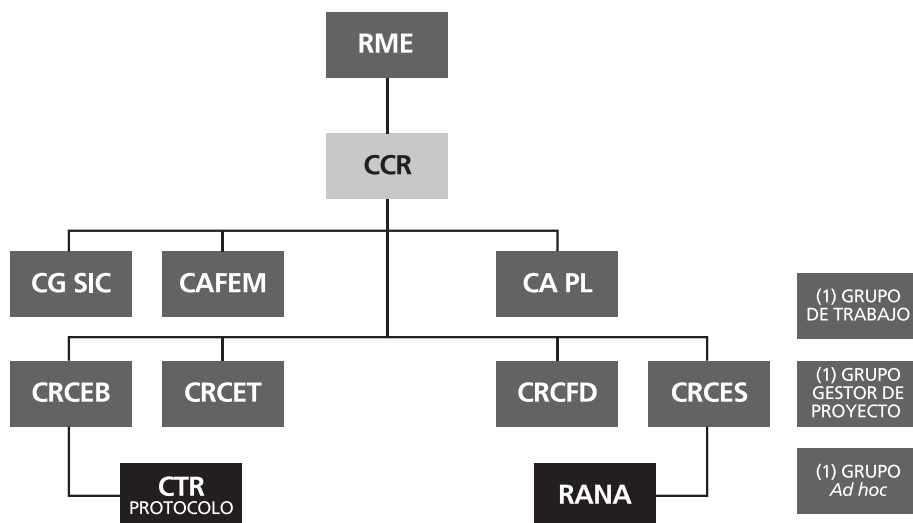 RME
CCR
CG SIC
CAFEM
CA PL
(1) GRUPO
DE TRABAJO
CRCEB
CRCET
CRCFD
CRCES
(1) GRUPO
GESTOR DE
PROYECTO
CTR
PROTOCOLO
RANA
(1) GRUPO
Ad hoc